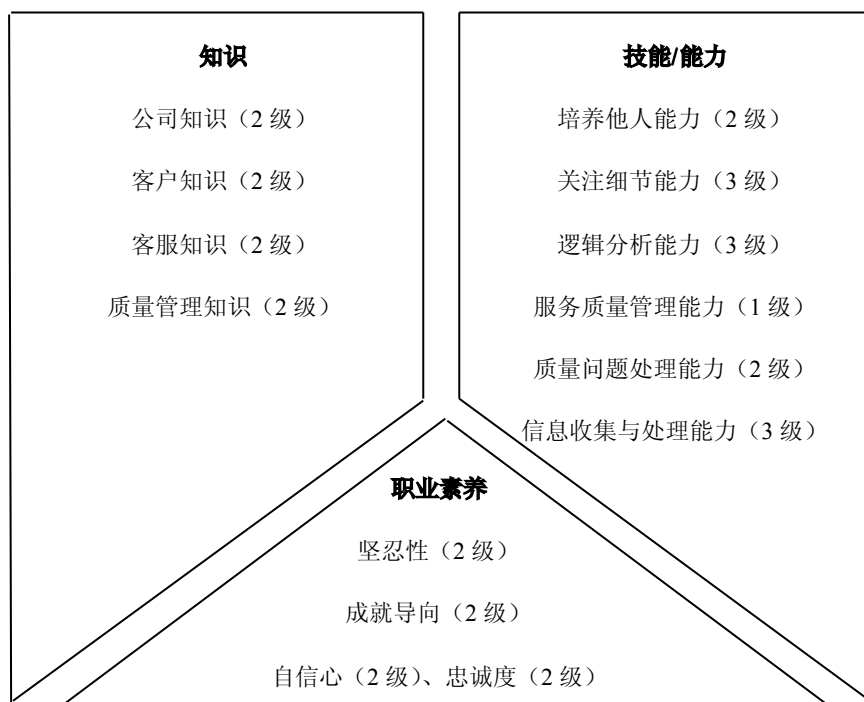 知识
公司知识（2 级）
客户知识（2 级）
客服知识（2 级）
质量管理知识（2 级）
技能/能力
培养他人能力（2 级）
关注细节能力（3 级）
逻辑分析能力（3 级）
服务质量管理能力（1 级）
质量问题处理能力（2 级）
信息收集与处理能力（3 级）
职业素养
坚忍性（2 级）
成就导向（2 级）
自信心（2 级）、忠诚度（2 级）